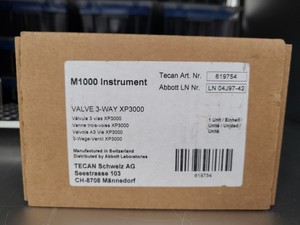 M1000 Instrument
Tecan Art. Nr. 619754
Abbott LN Nr. LN 04J97-42
VALVE 3-WAY XP3000
Válvula 3 vías XP3000
Vanne trois-voies XP3000
Valvola A3 Vie XP3000
3-Wege-Ventil XP3000
1 Unit / Einheit /
Unité / Unidad /
Unità
Manufactured in Switzerland
Distributed by Abbott Laboratories
TECAN Schweiz AG
Seestrasse 103
CH-8708 Männedorf
619754